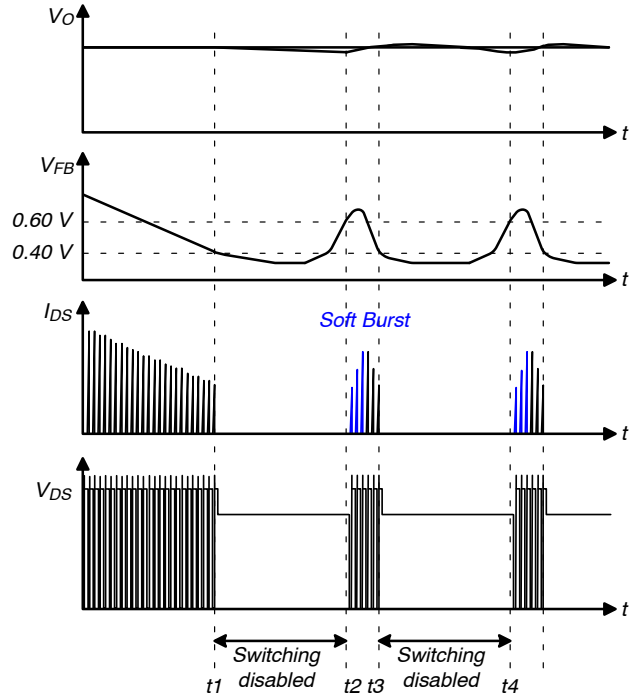 VO
t
VFB
0.60 V
0.40 V
t
IDS
Soft Burst
t
VDS
t
Switching
disabled
Switching
disabled
t1
t2 t3
t4